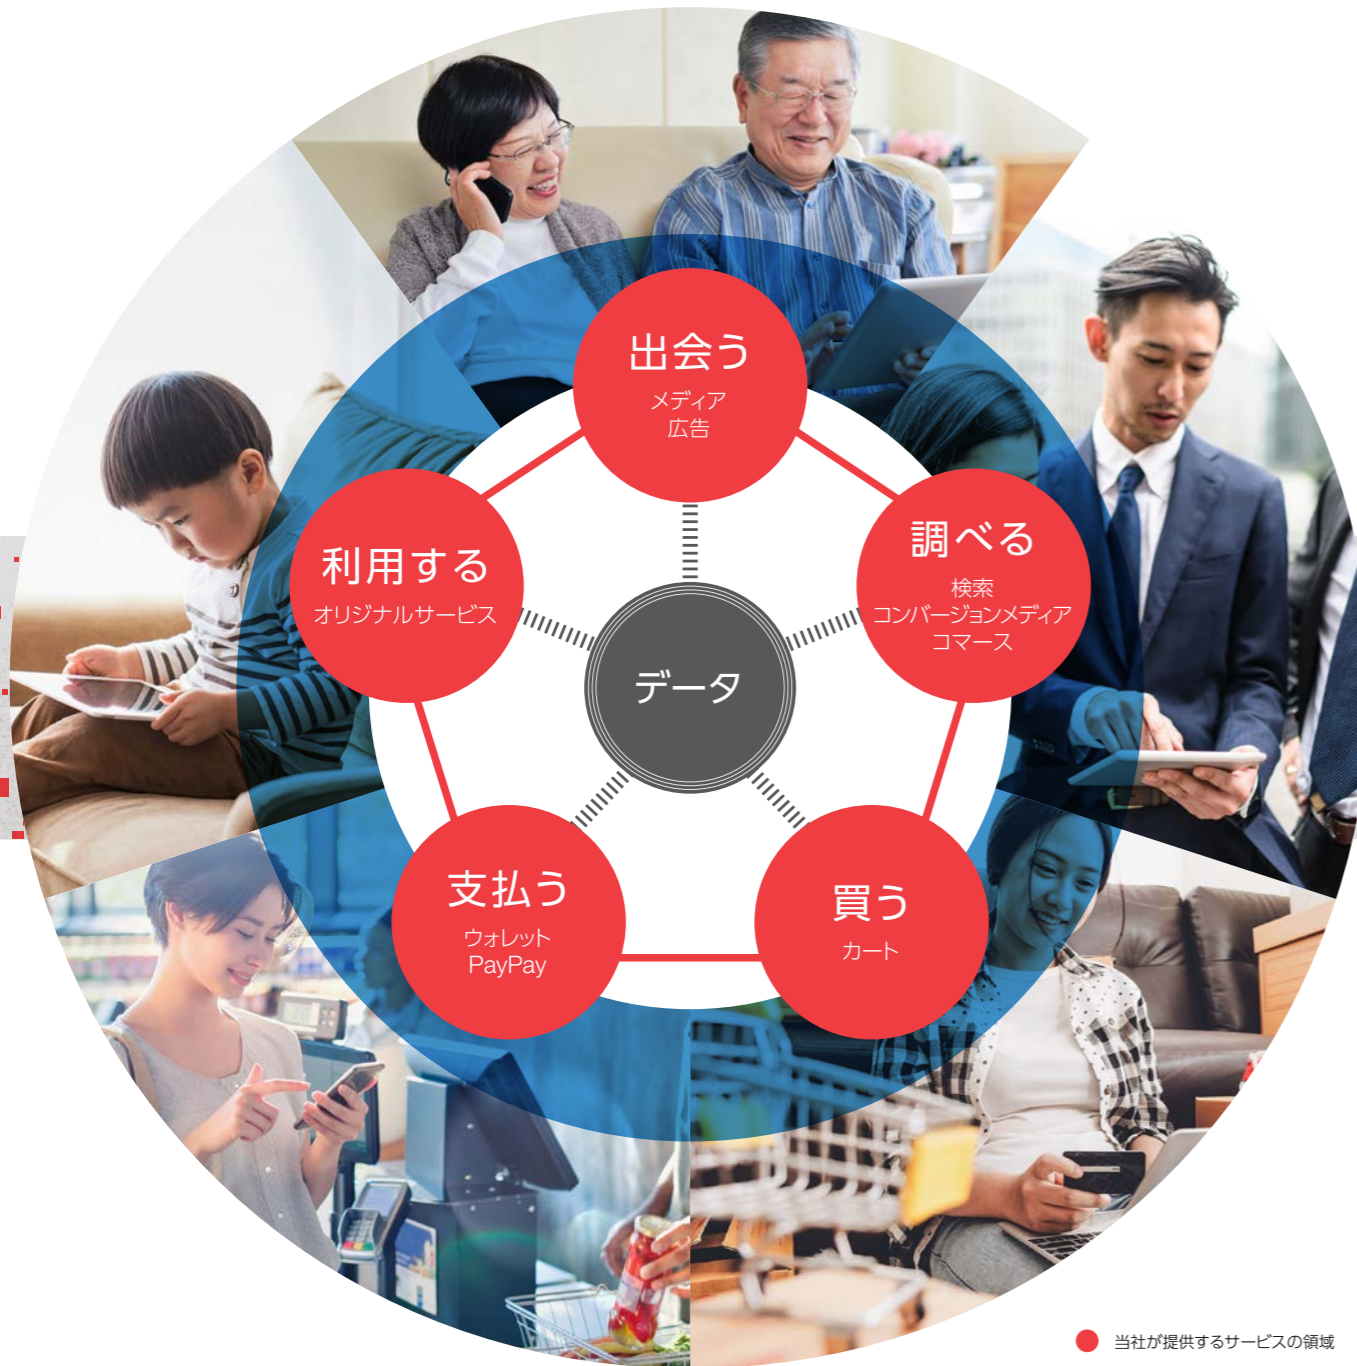 出会う
メディア
広告
調べる
検索
コンバージョンメディア
コマース
利用する
オリジナルサービス
データ
支払う
ウォレット
PayPay
買う
カート
当社が提供するサービスの領域